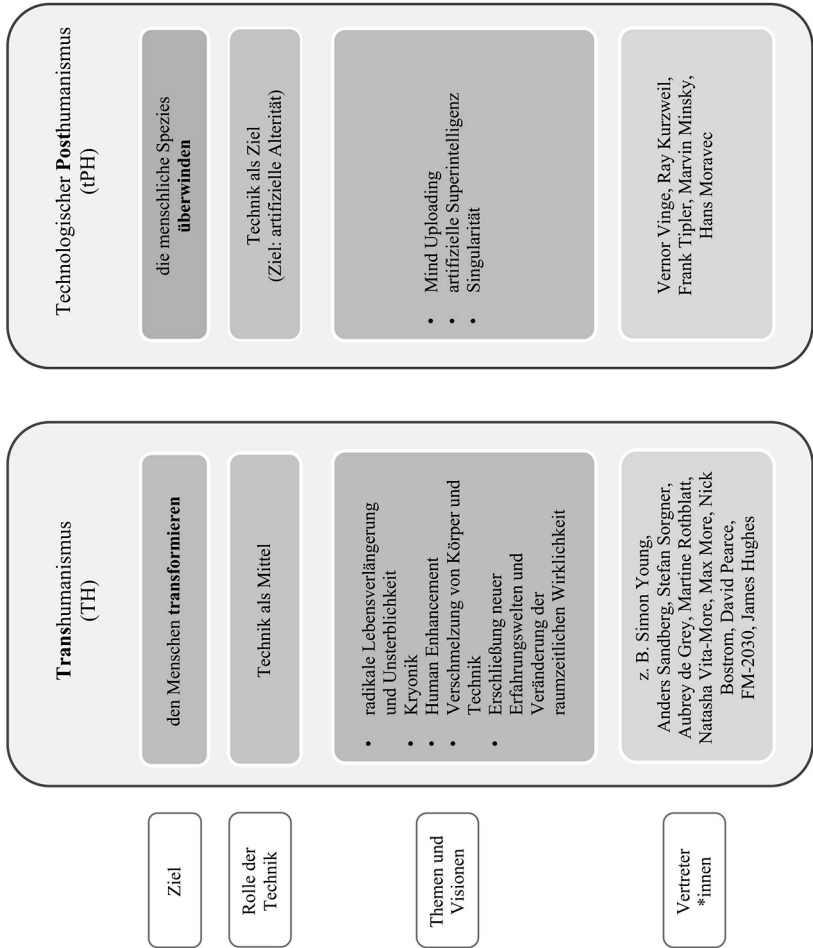 Transhumanismus
(TH)
Technologischer Posthumanismus
(tPH)
Ziel
den Menschen transformieren
die menschliche Spezies
überwinden
Rolle der
Technik
Technik als Mittel
Technik als Ziel
(Ziel: artifizielle Alterität)
Themen und
Visionen
• radikale Lebensverlängerung
und Unsterblichkeit
• Kryonik
• Human Enhancement
• Verschmelzung von Körper und
Technik
• Erschließung neuer
Erfahrungswelten und
Veränderung der
raumzeitlichen Wirklichkeit
• Mind Uploading
• artifizielle Superintelligenz
• Singularität
Vertreter
*innen
z. B. Simon Young,
Anders Sandberg, Stefan Sorgner,
Aubrey de Grey, Martine Rothblatt,
Natasha Vita-More, Max More, Nick
Bostrom, David Pearce,
FM-2030, James Hughes
Vernor Vinge, Ray Kurzweil,
Frank Tipler, Marvin Minsky,
Hans Moravec